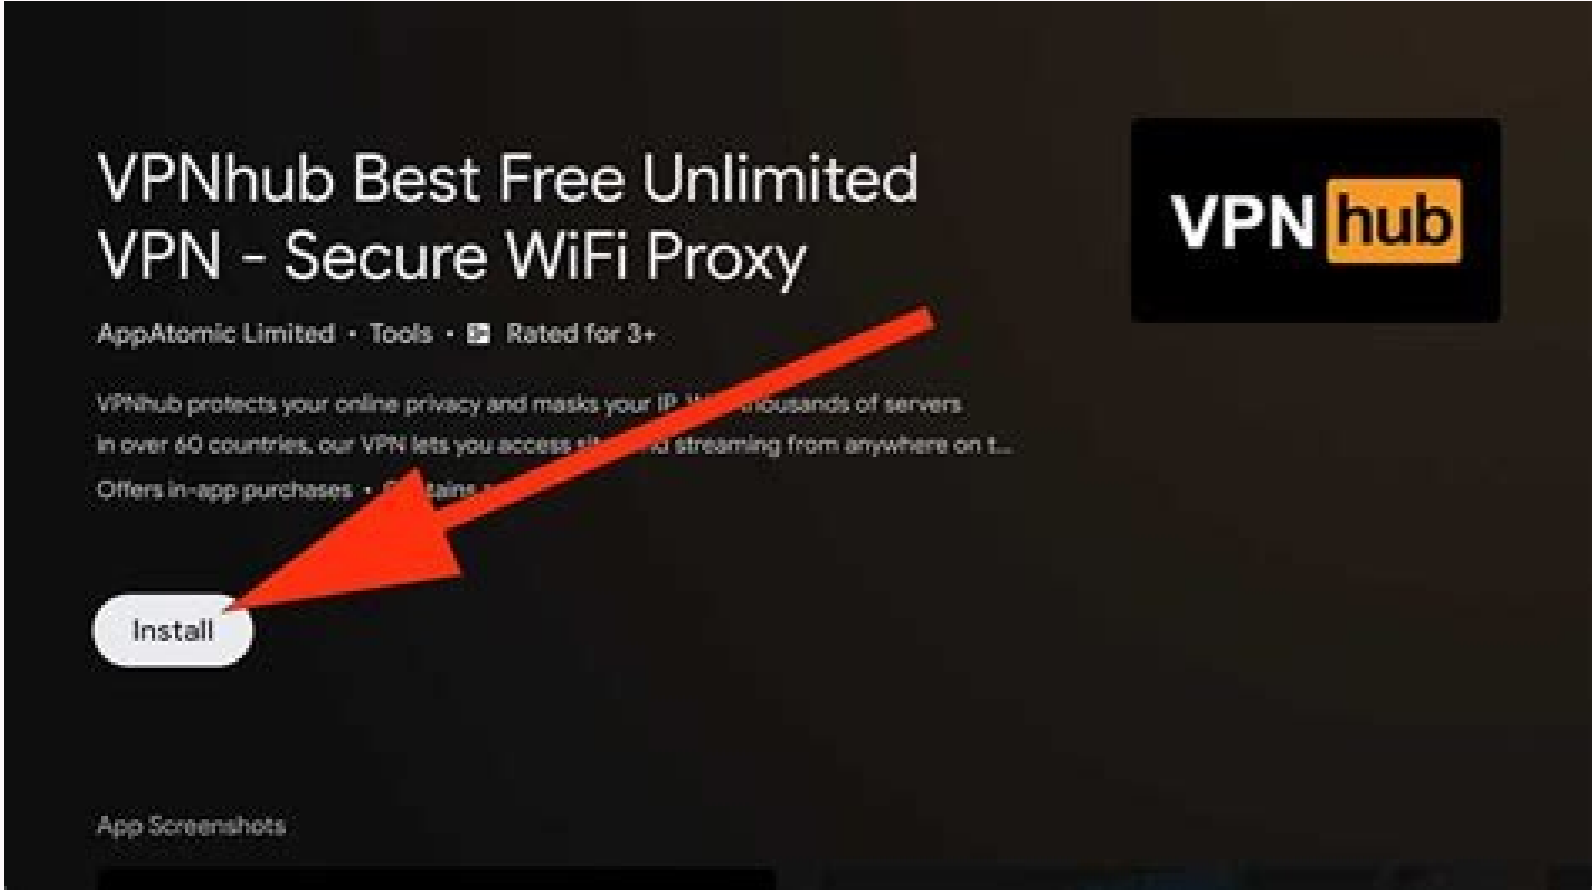 VPNhub Best Free Unlimited
VPN - Secure WiFi Proxy
VPN hub
AppAtomic Limited • Tools • Rated for 3+
VPNhub protects your online privacy and masks your IP. thousands of servers
in over 60 countries, our VPN lets you access streaming from anywhere on t...
Offers in-app purchases •
Install
App Screenshots